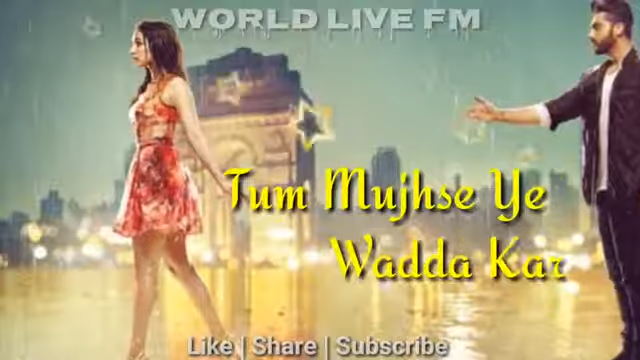 WORLD LIVE FM
Tum Mujhse Ye
Wadda Kar
Like | Share | Subscribe